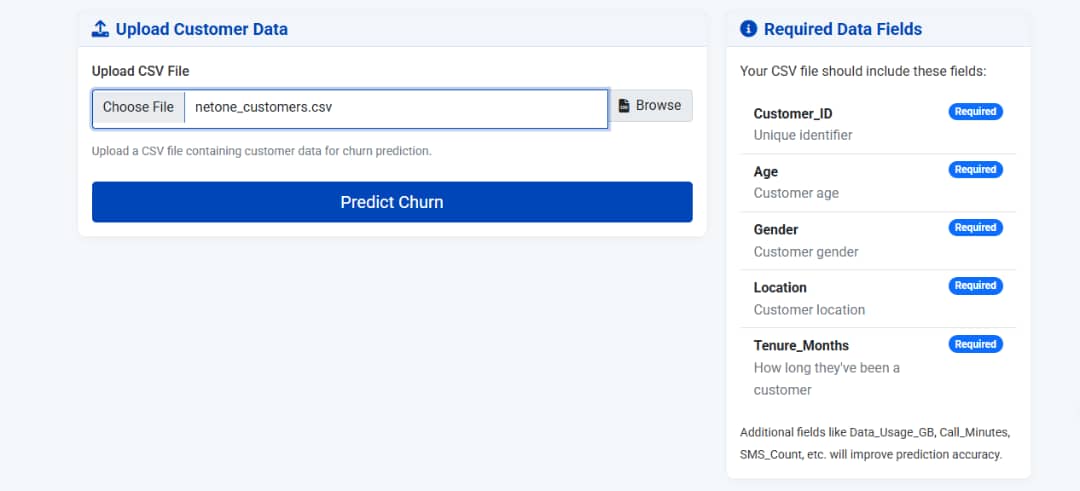 Upload Customer Data
Upload CSV File
Choose File netone_customers.csv Browse
Upload a CSV file containing customer data for churn prediction.
Predict Churn
Required Data Fields
Your CSV file should include these fields:
Customer_ID Required
Unique identifier
Age Required
Customer age
Gender Required
Customer gender
Location Required
Customer location
Tenure_Months Required
How long they've been a
customer
Additional fields like Data_Usage_GB, Call_Minutes,
SMS_Count, etc. will improve prediction accuracy.